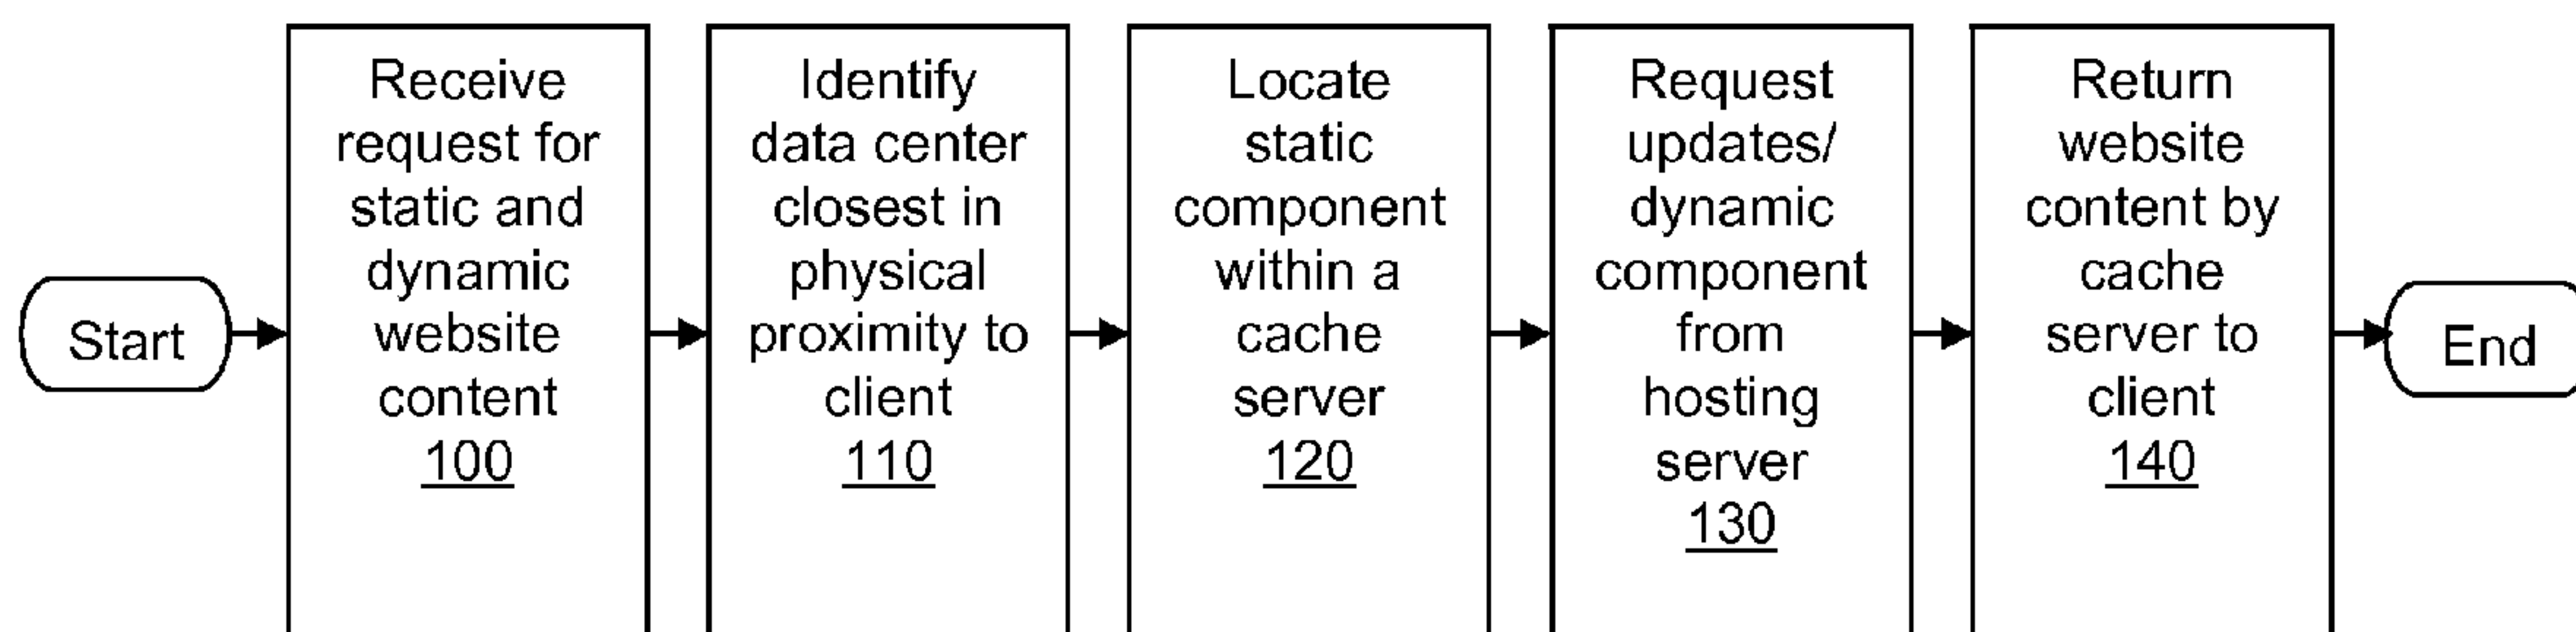 Start
Receive
request for
static and
dynamic
website
content
100
Identify
data center
closest in
physical
proximity to
client
110
Locate
static
component
within a
cache
server
120
Request
updates/
dynamic
component
from
hosting
server
130
Return
website
content by
cache
server to
client
140
End